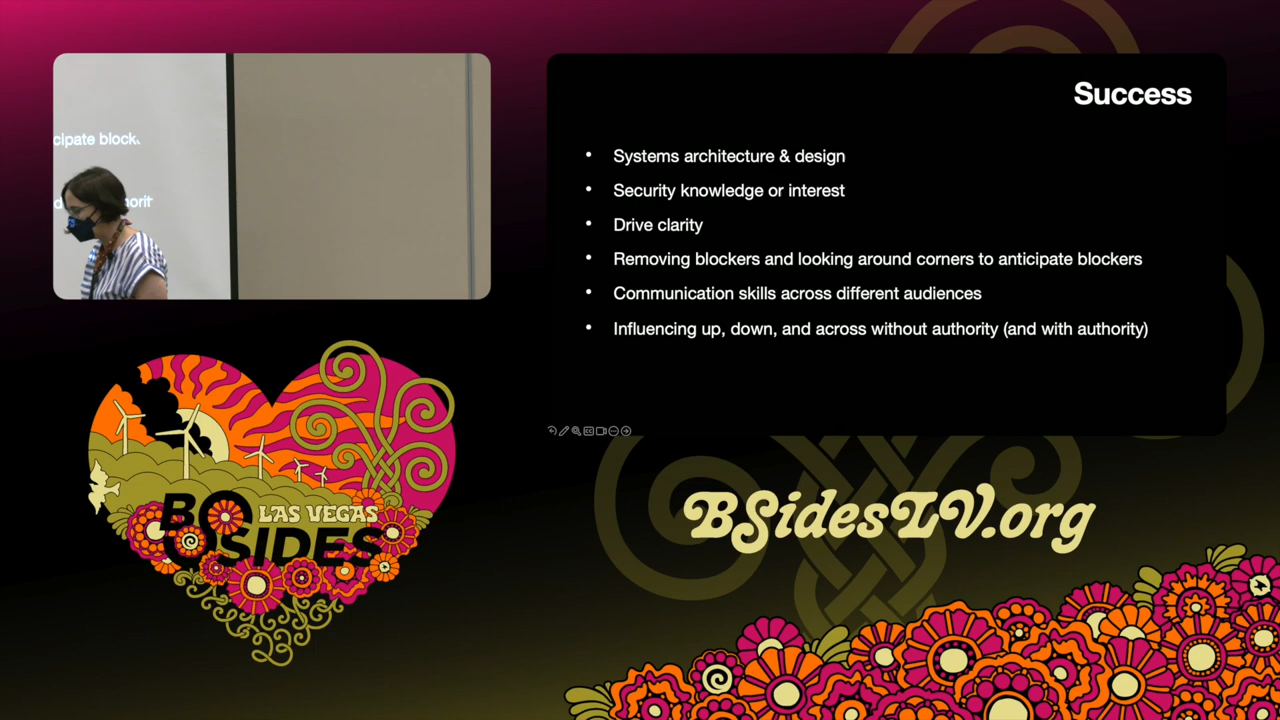 cipate block
Success
• Systems architecture & design
• Security knowledge or interest
• Drive clarity
• Removing blockers and looking around corners to anticipate blockers
• Communication skills across different audiences
• Influencing up, down, and across without authority (and with authority)
LAS VEGAS
BSIDES
BSidesLV.org